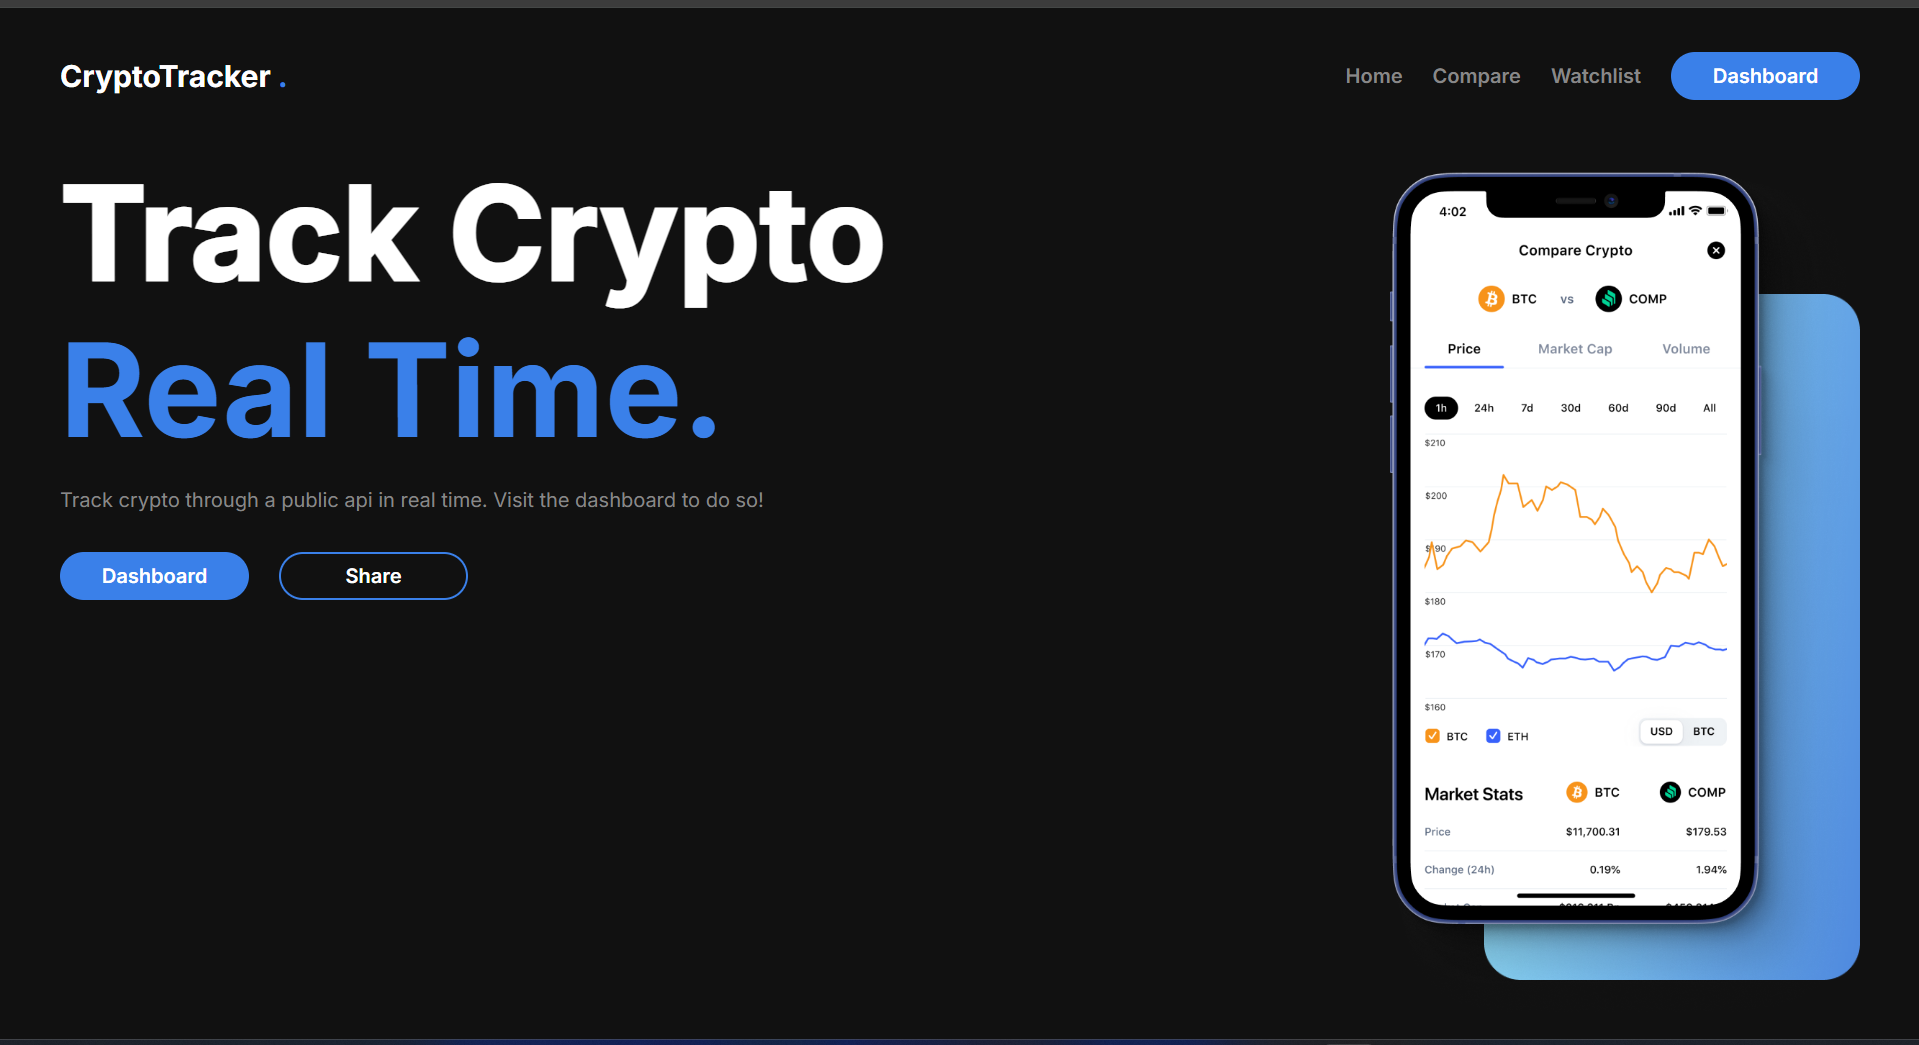 CryptoTracker .
Home Compare Watchlist Dashboard
Track Crypto
Real Time.
Track crypto through a public api in real time. Visit the dashboard to do so!
Dashboard Share
4:02
Compare Crypto
BTC vs COMP
Price Market Cap Volume
1h 24h 7d 30d 60d 90d All
$210
$200
$190
$180
$170
$160
BTC ETH USD BTC
Market Stats BTC COMP
Price $11,700.31 $179.53
Change (24h) 0.19% 1.94%